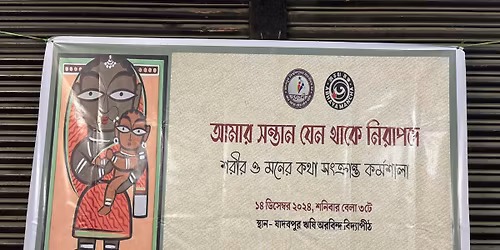 আমার সন্তান যেন থাকে নিরাপদে
শরীর ও মনের কথা সংক্রান্ত কর্মশালা
১৪ ডিসেম্বর ২০২৪, শনিবার বেলা ৩টে
স্থান- যাদবপুর ঋষি অরবিন্দ বিদ্যাপীঠ